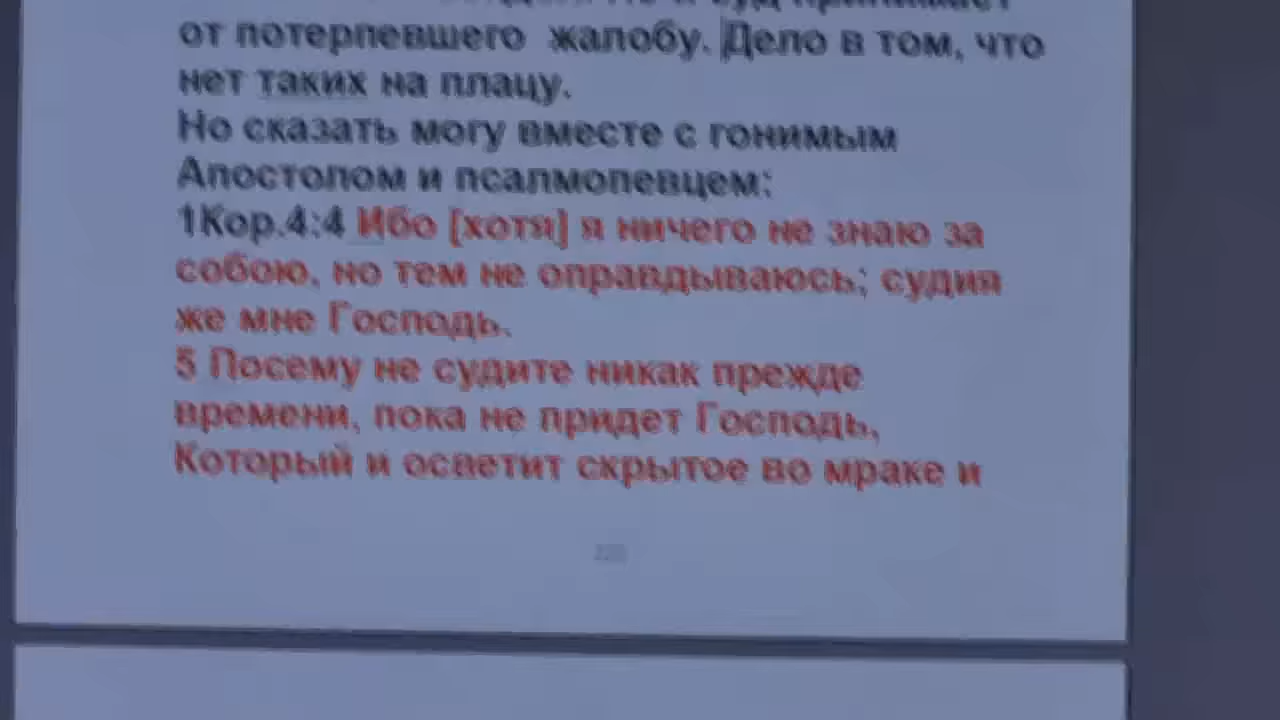 от потерпевшего жалобу. Дело в том, что
нет таких на плацу.
Но сказать могу вместе с гонимым
Апостолом и псалмопевцем:
1Кор.4:4 Ибо [хотя] я ничего не знаю за
собою, но тем не оправдываюсь; судия
же мне Господь.
5 Посему не судите никак прежде
времени, пока не придет Господь,
Который и осветит скрытое во мраке и